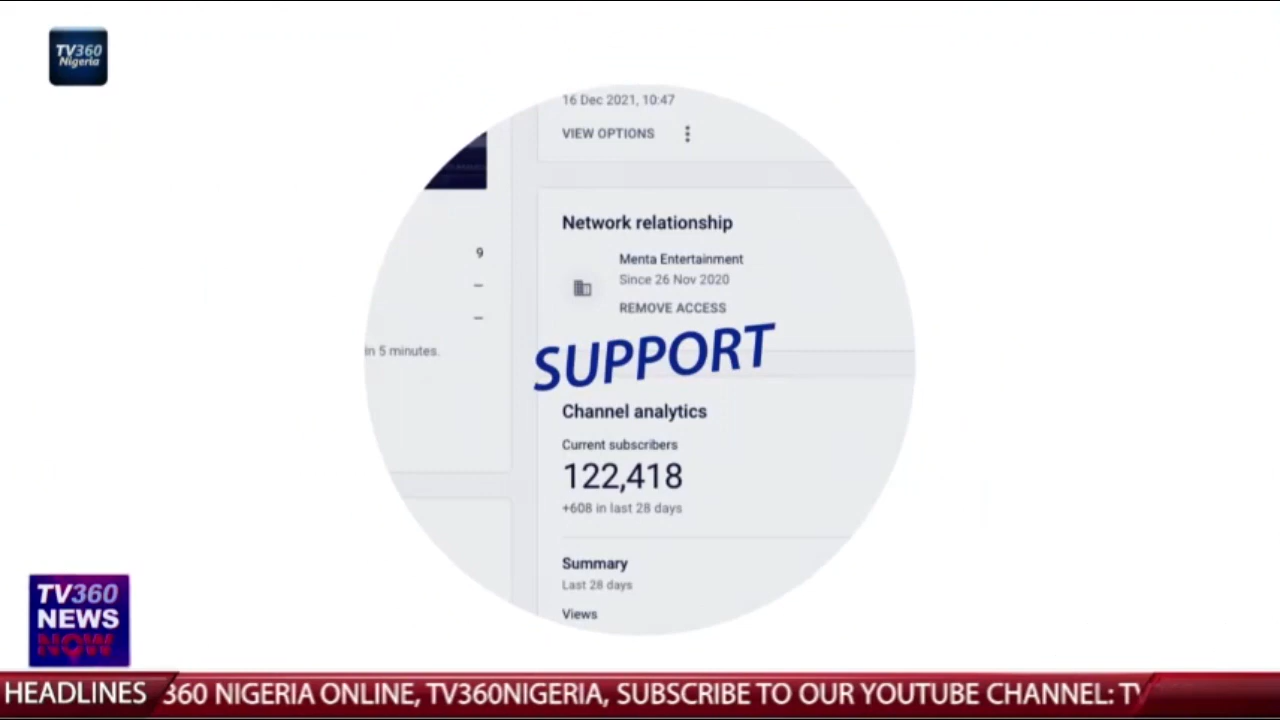 TV360
Nigeria
16 Dec 2021, 10:47
VIEW OPTIONS
Network relationship
9
Menta Entertainment
Since 26 Nov 2020
REMOVE ACCESS
in 5 minutes.
SUPPORT
Channel analytics
Current subscribers
122,418
+608 in last 28 days
Summary
Last 28 days
Views
TV360
NEWS
NOW
HEADLINES
360 NIGERIA ONLINE, TV360NIGERIA, SUBSCRIBE TO OUR YOUTUBE CHANNEL: TV